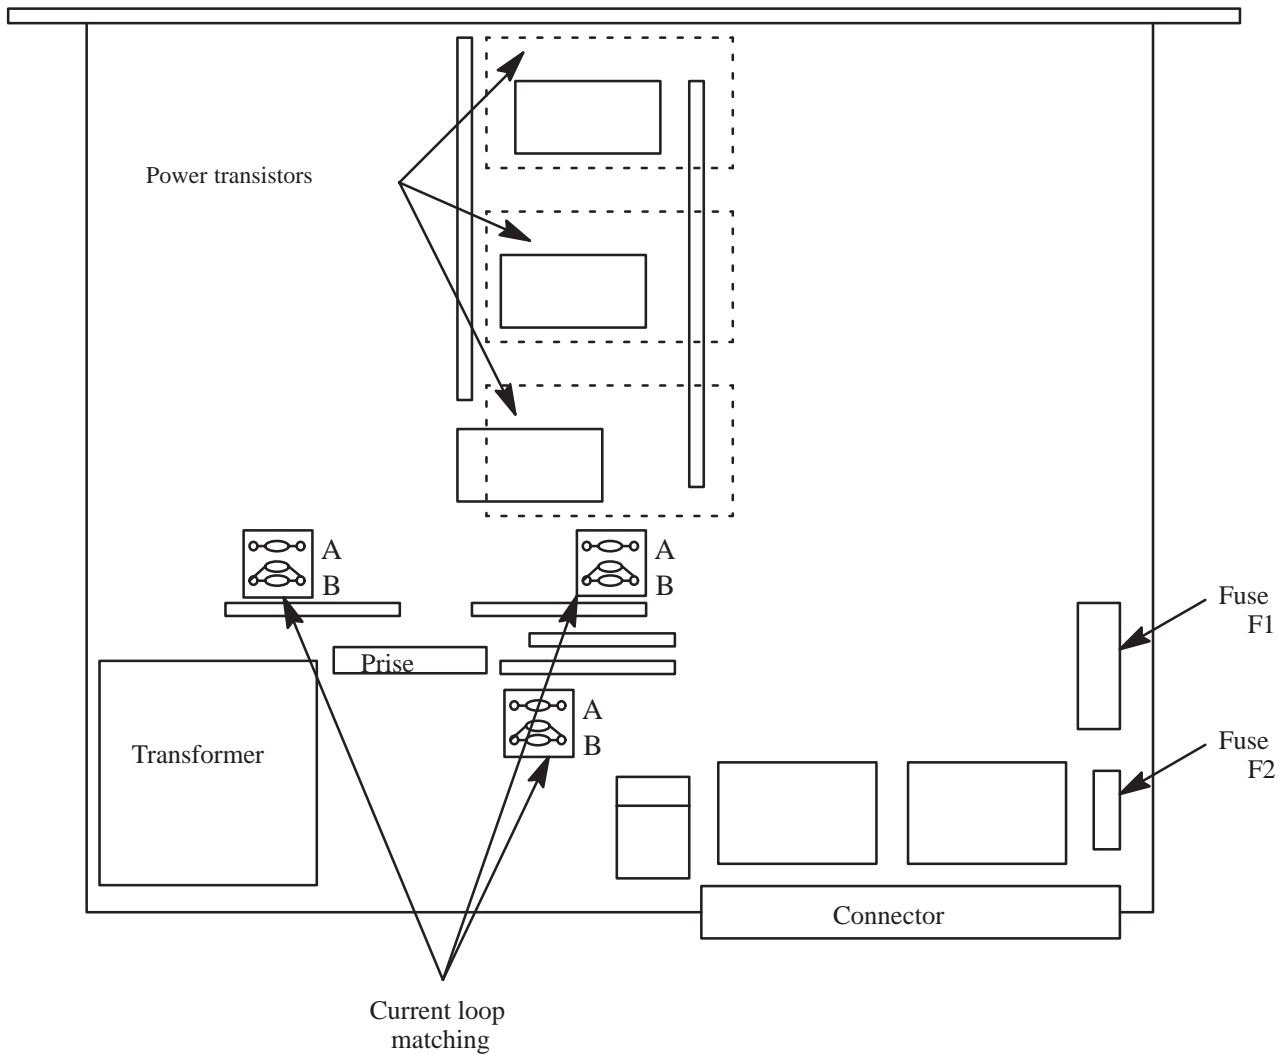 Power transistors
A
B
A
B
Fuse
F1
Prise
A
B
Transformer
Fuse
F2
Connector
Current loop
matching